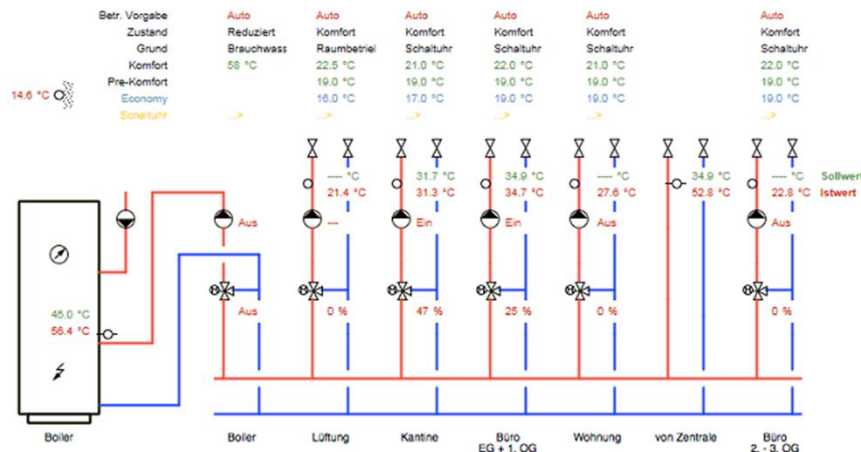 Betr. Vorgabe Auto Auto Auto Auto Auto Auto
Zustand Reduziert Komfort Komfort Komfort Komfort Komfort
Grund Brauchwass Raumbetriel Schaltuhr Schaltuhr Schaltuhr Schaltuhr
Komfort 58 °C 22.5 °C 21.0 °C 22.0 °C 21.0 °C 22.0 °C
Pre-Komfort 19.0 °C 19.0 °C 19.0 °C 19.0 °C 19.0 °C
14.6 °C Economy 16.0 °C 17.0 °C 19.0 °C 19.0 °C 19.0 °C
Schaltuhr ...> ...> ...> ...> ...> ...>
---- °C 31.7 °C 34.9 °C ---- °C 34.9 °C ---- °C Sollwert
21.4 °C 31.3 °C 34.7 °C 27.6 °C 52.8 °C 22.8 °C Istwert
Aus --- Ein Ein Aus Aus
45.0 °C
56.4 °C
Aus 0 % 47 % 25 % 0 % 0 %
Boiler Boiler Lüftung Kantine Büro Wohnung von Zentrale Büro
EG + 1. OG 2. - 3. OG